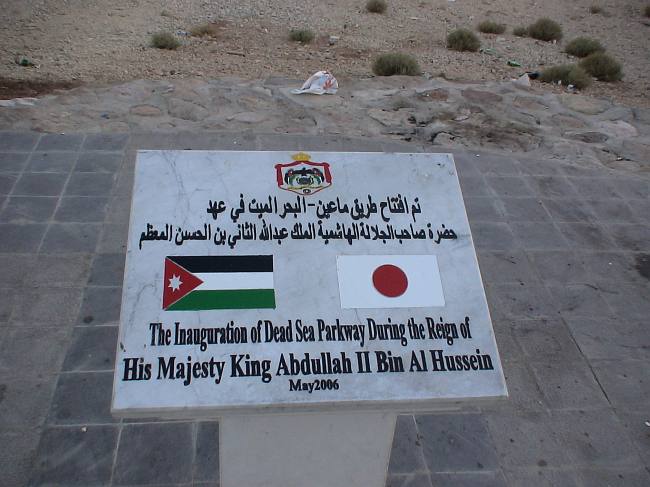 تم افتتاح طريق ماعين - البحر الميت في عهد
حضرة صاحب الجلالة الهاشمية الملك عبدالله الثاني بن الحسين المعظم
The Inauguration of Dead Sea Parkway During the Reign of
His Majesty King Abdullah II Bin Al Hussein
May2006